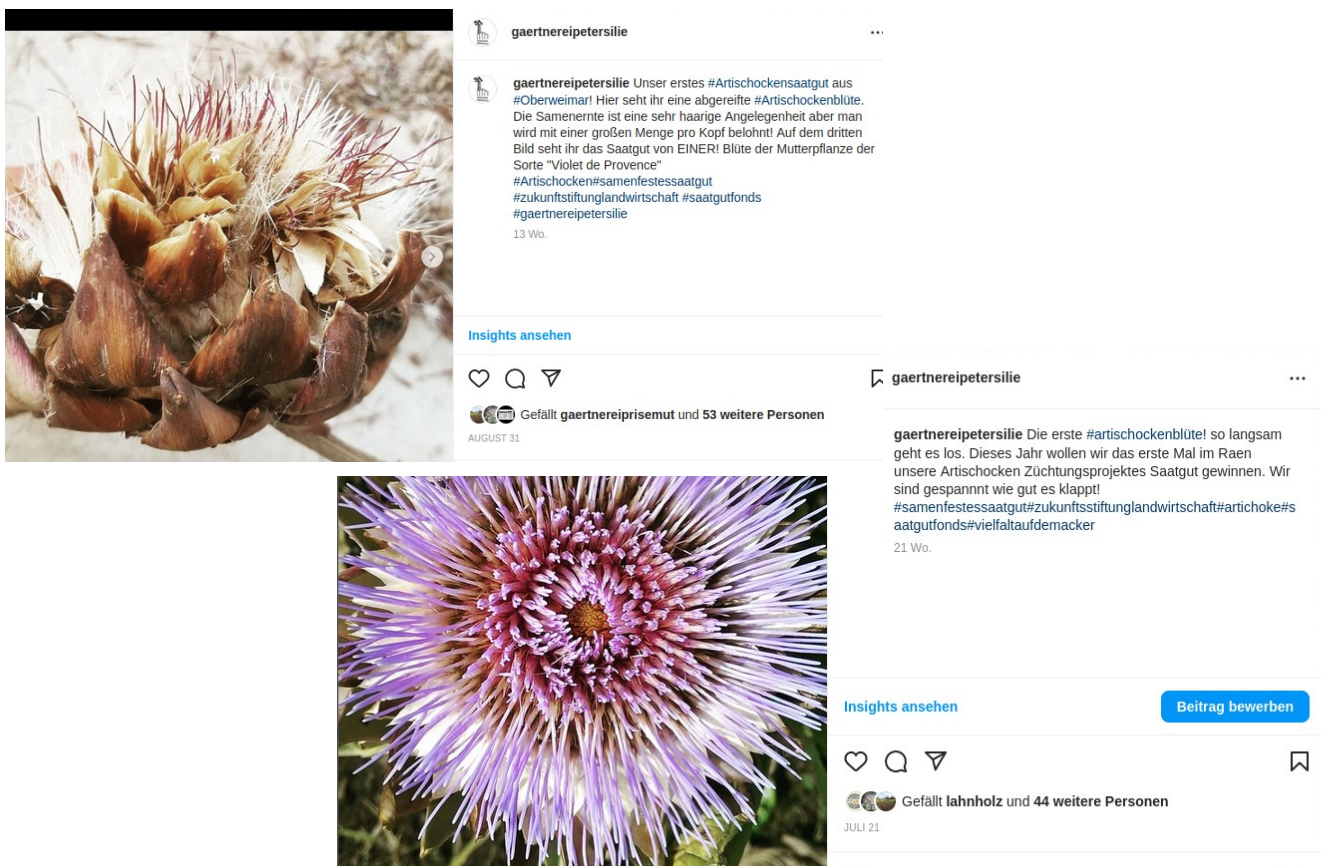 gaertnereipetersilie
gaertnereipetersilie Unser erstes #Artischockensaatgut aus
#Oberweimar! Hier seht ihr eine abgereifte #Artischockenblüte.
Die Samenernte ist eine sehr haarige Angelegenheit aber man
wird mit einer großen Menge pro Kopf belohnt! Auf dem dritten
Bild seht ihr das Saatgut von EINER! Blüte der Mutterpflanze der
Sorte "Violet de Provence"
#Artischocken#samenfestessaatgut
#zukunftstiftunglandwirtschaft #saatgutfonds
#gaertnereipetersilie
13 Wo.
Insights ansehen
Gefällt gaertnereiprisemut und 53 weitere Personen
AUGUST 31
gaertnereipetersilie
gaertnereipetersilie Die erste #artischockenblüte! so langsam
geht es los. Dieses Jahr wollen wir das erste Mal im Raen
unsere Artischocken Züchtungsprojektes Saatgut gewinnen. Wir
sind gespannnt wie gut es klappt!
#samenfestessaatgut#zukunftsstiftunglandwirtschaft#artichoke#s
aatgutfonds#vielfaltaufdemacker
21 Wo.
Insights ansehen
Beitrag bewerben
Gefällt lahnholz und 44 weitere Personen
JULI 21